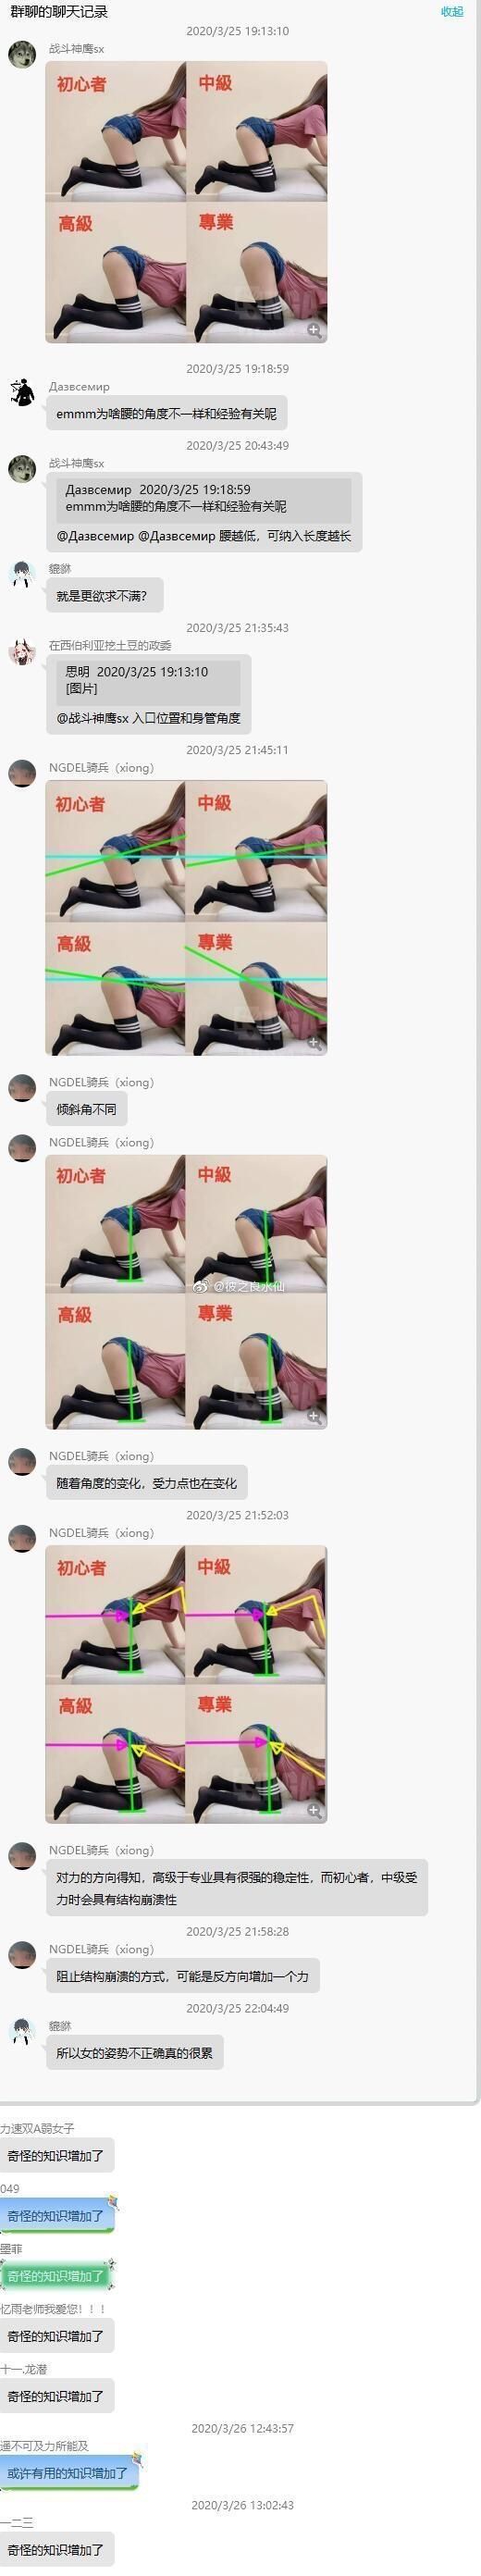 群聊的聊天记录
收起
2020/3/25 19:13:10
战斗神鹰sx
初心者
中級
高級
專業
2020/3/25 19:18:59
Дазвсемир
emmm为啥腰的角度不一样和经验有关呢
2020/3/25 20:43:49
战斗神鹰sx
Дазвсемир 2020/3/25 19:18:59
emmm为啥腰的角度不一样和经验有关呢
@Дазвсемир @Дазвсемир 腰越低，可纳入长度越长
貔貅
就是更欲求不满？
2020/3/25 21:35:43
在西伯利亚挖土豆的政委
思明 2020/3/25 19:13:10
[图片]
@战斗神鹰sx 入口位置和身管角度
2020/3/25 21:45:11
NGDEL骑兵（xiong）
初心者
中級
高級
專業
NGDEL骑兵（xiong）
倾斜角不同
NGDEL骑兵（xiong）
初心者
中級
@彼之良水仙
高級
專業
NGDEL骑兵（xiong）
随着角度的变化，受力点也在变化
2020/3/25 21:52:03
NGDEL骑兵（xiong）
初心者
中級
高級
專業
NGDEL骑兵（xiong）
对力的方向得知，高级于专业具有很强的稳定性，而初心者，中级受
力时会具有结构崩溃性
2020/3/25 21:58:28
NGDEL骑兵（xiong）
阻止结构崩溃的方式，可能是反方向增加一个力
2020/3/25 22:04:49
貔貅
所以女的姿势不正确真的很累
力速双A弱女子
奇怪的知识增加了
049
奇怪的知识增加了
墨菲
奇怪的知识增加了
忆雨老师我爱您！！！
奇怪的知识增加了
十一.龙潜
奇怪的知识增加了
2020/3/26 12:43:57
遥不可及力所能及
或许有用的知识增加了
2020/3/26 13:02:43
一二三
奇怪的知识增加了